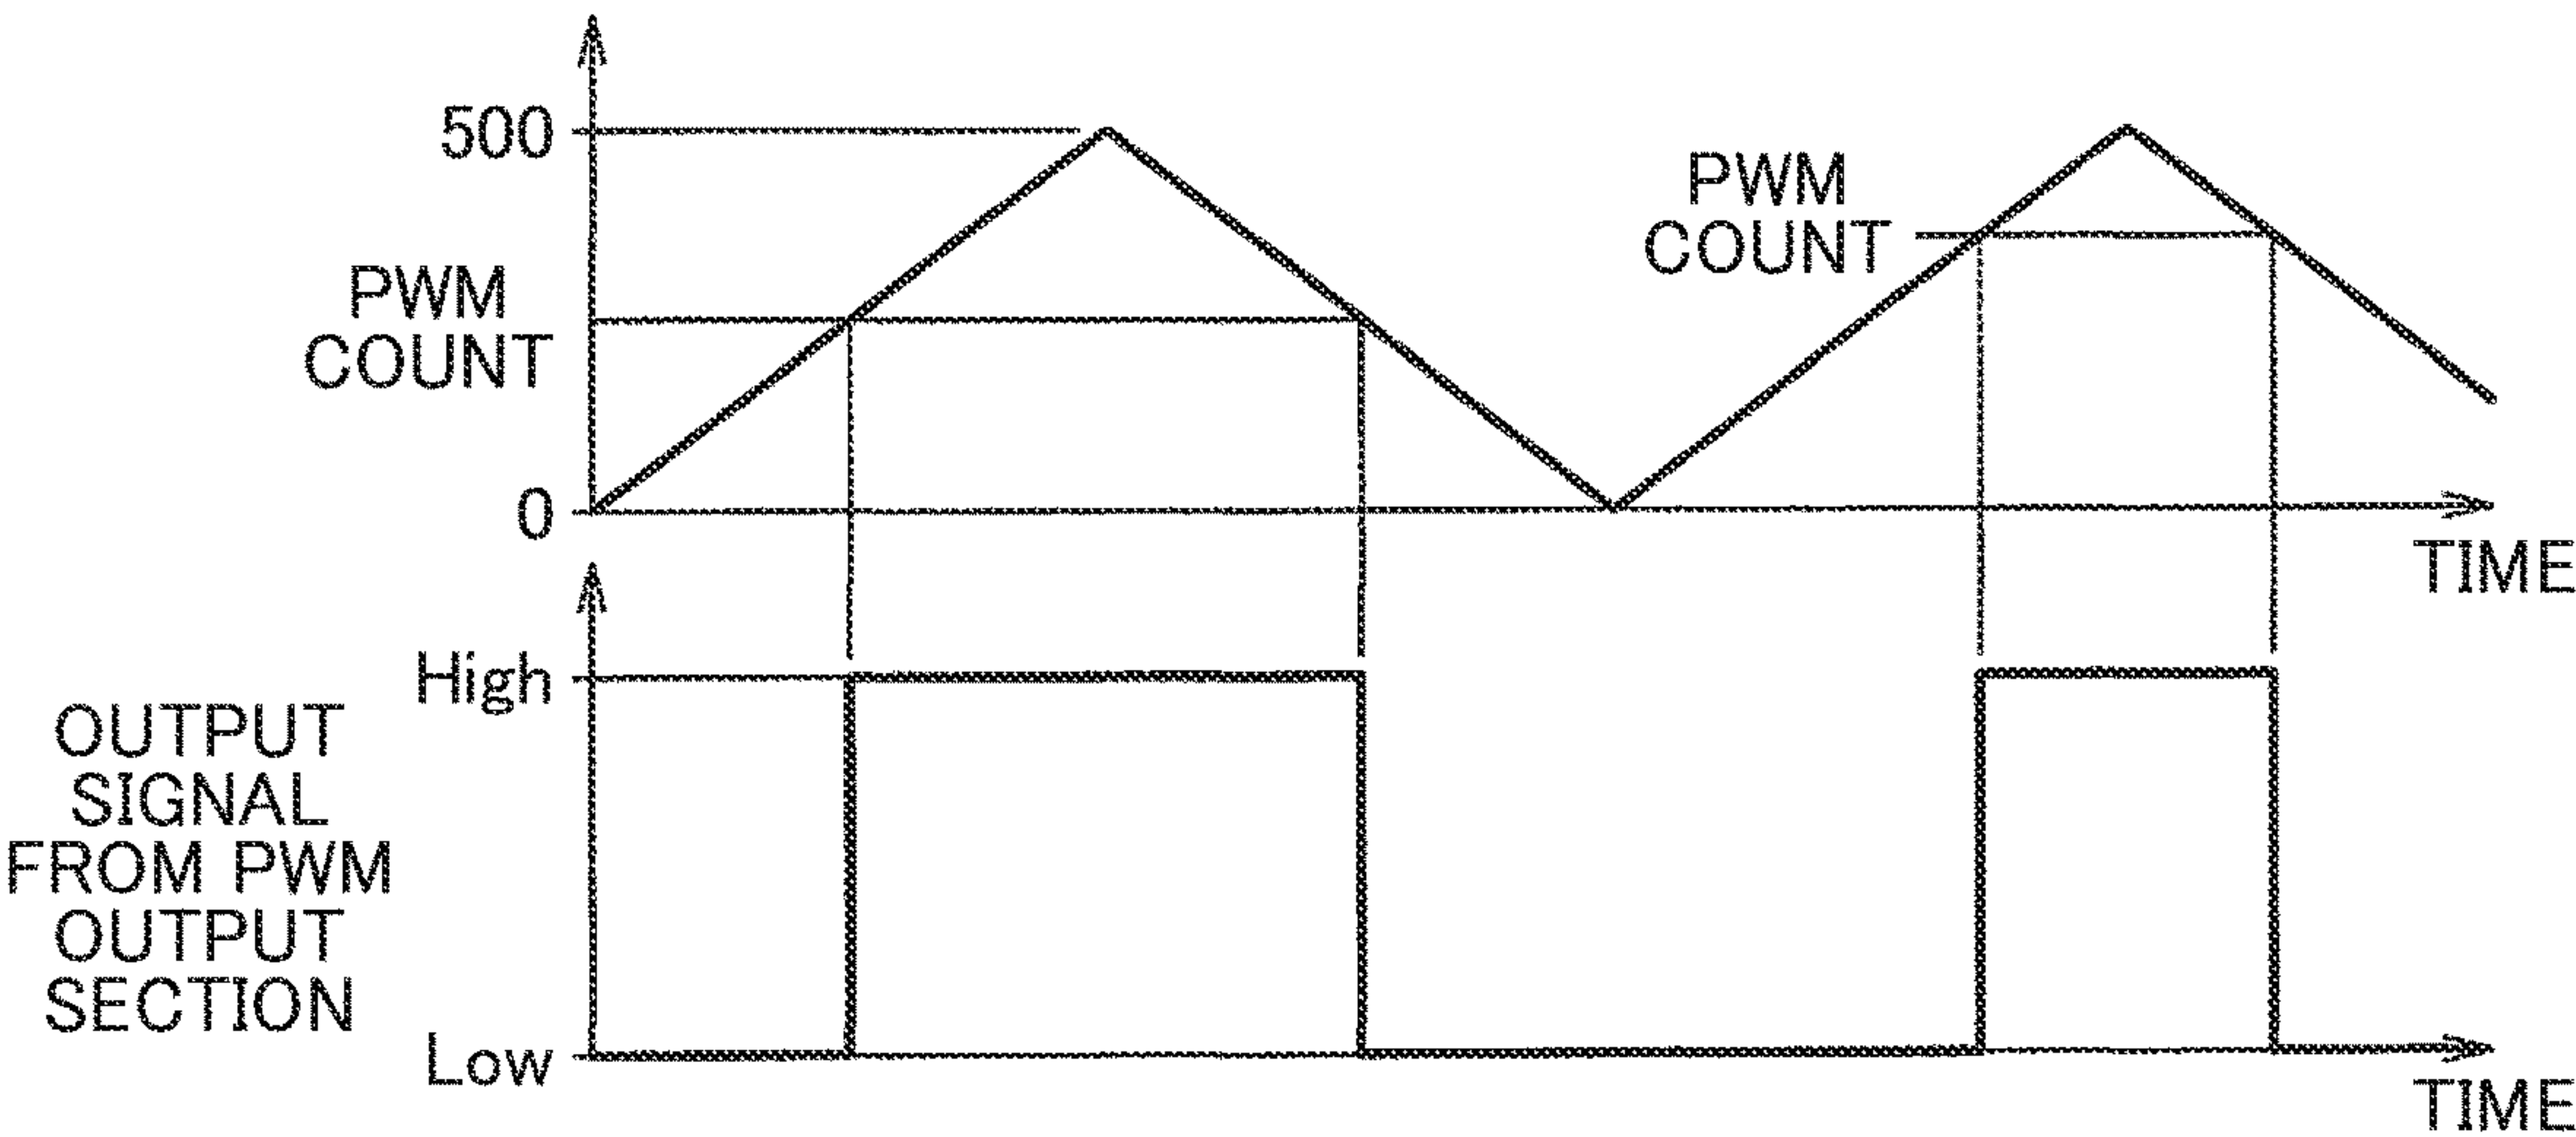 500
PWM
COUNT
PWM
COUNT
0
TIME
High
OUTPUT
SIGNAL
FROM PWM
OUTPUT
SECTION
Low
TIME